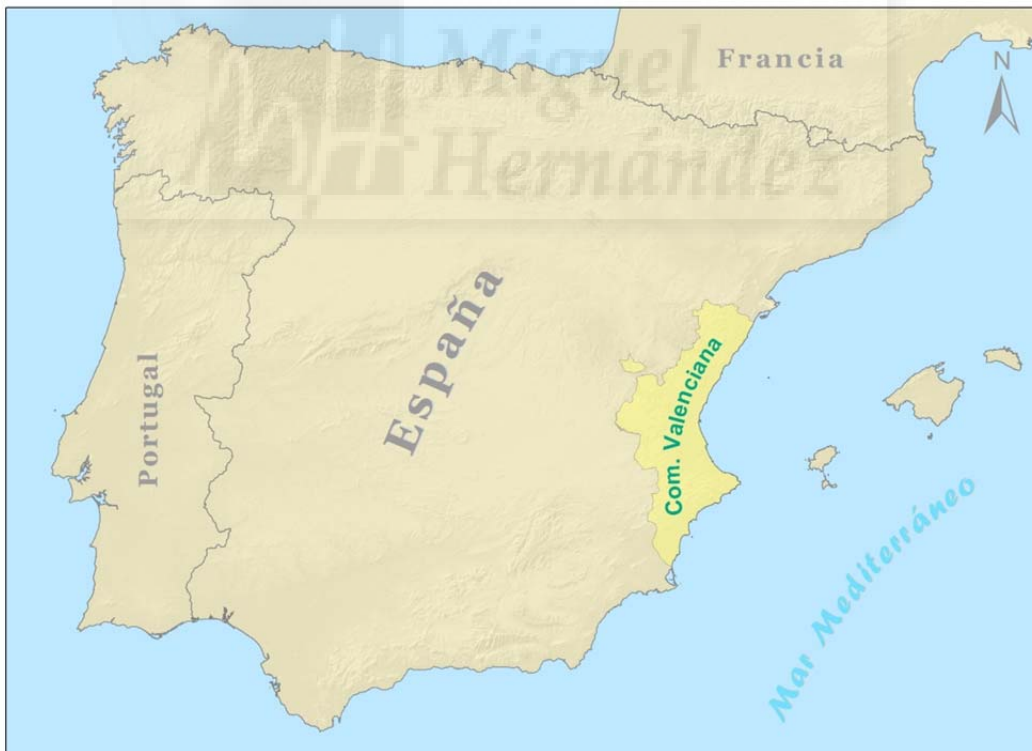 Miguel
Hernández
Francia
N
España
Portugal
Com. Valenciana
Mar Mediterráneo